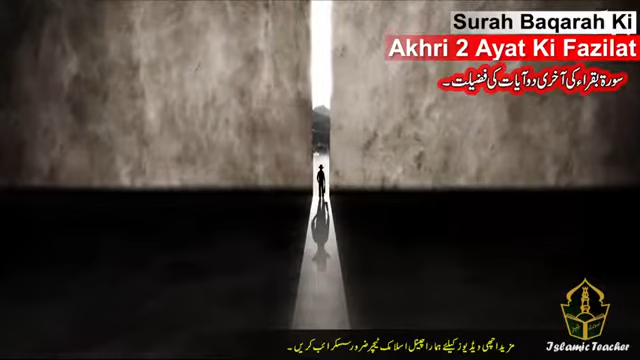 Surah Baqarah Ki
Akhri 2 Ayat Ki Fazilat
سورۃ بقراء کی آخری دو آیات کی فضیلت۔
مزید اچھی ویڈیوز کیلئے ہمارا چینل اسلامک ٹیچر ضرور سبسکرائب کریں۔
Islamic Teacher